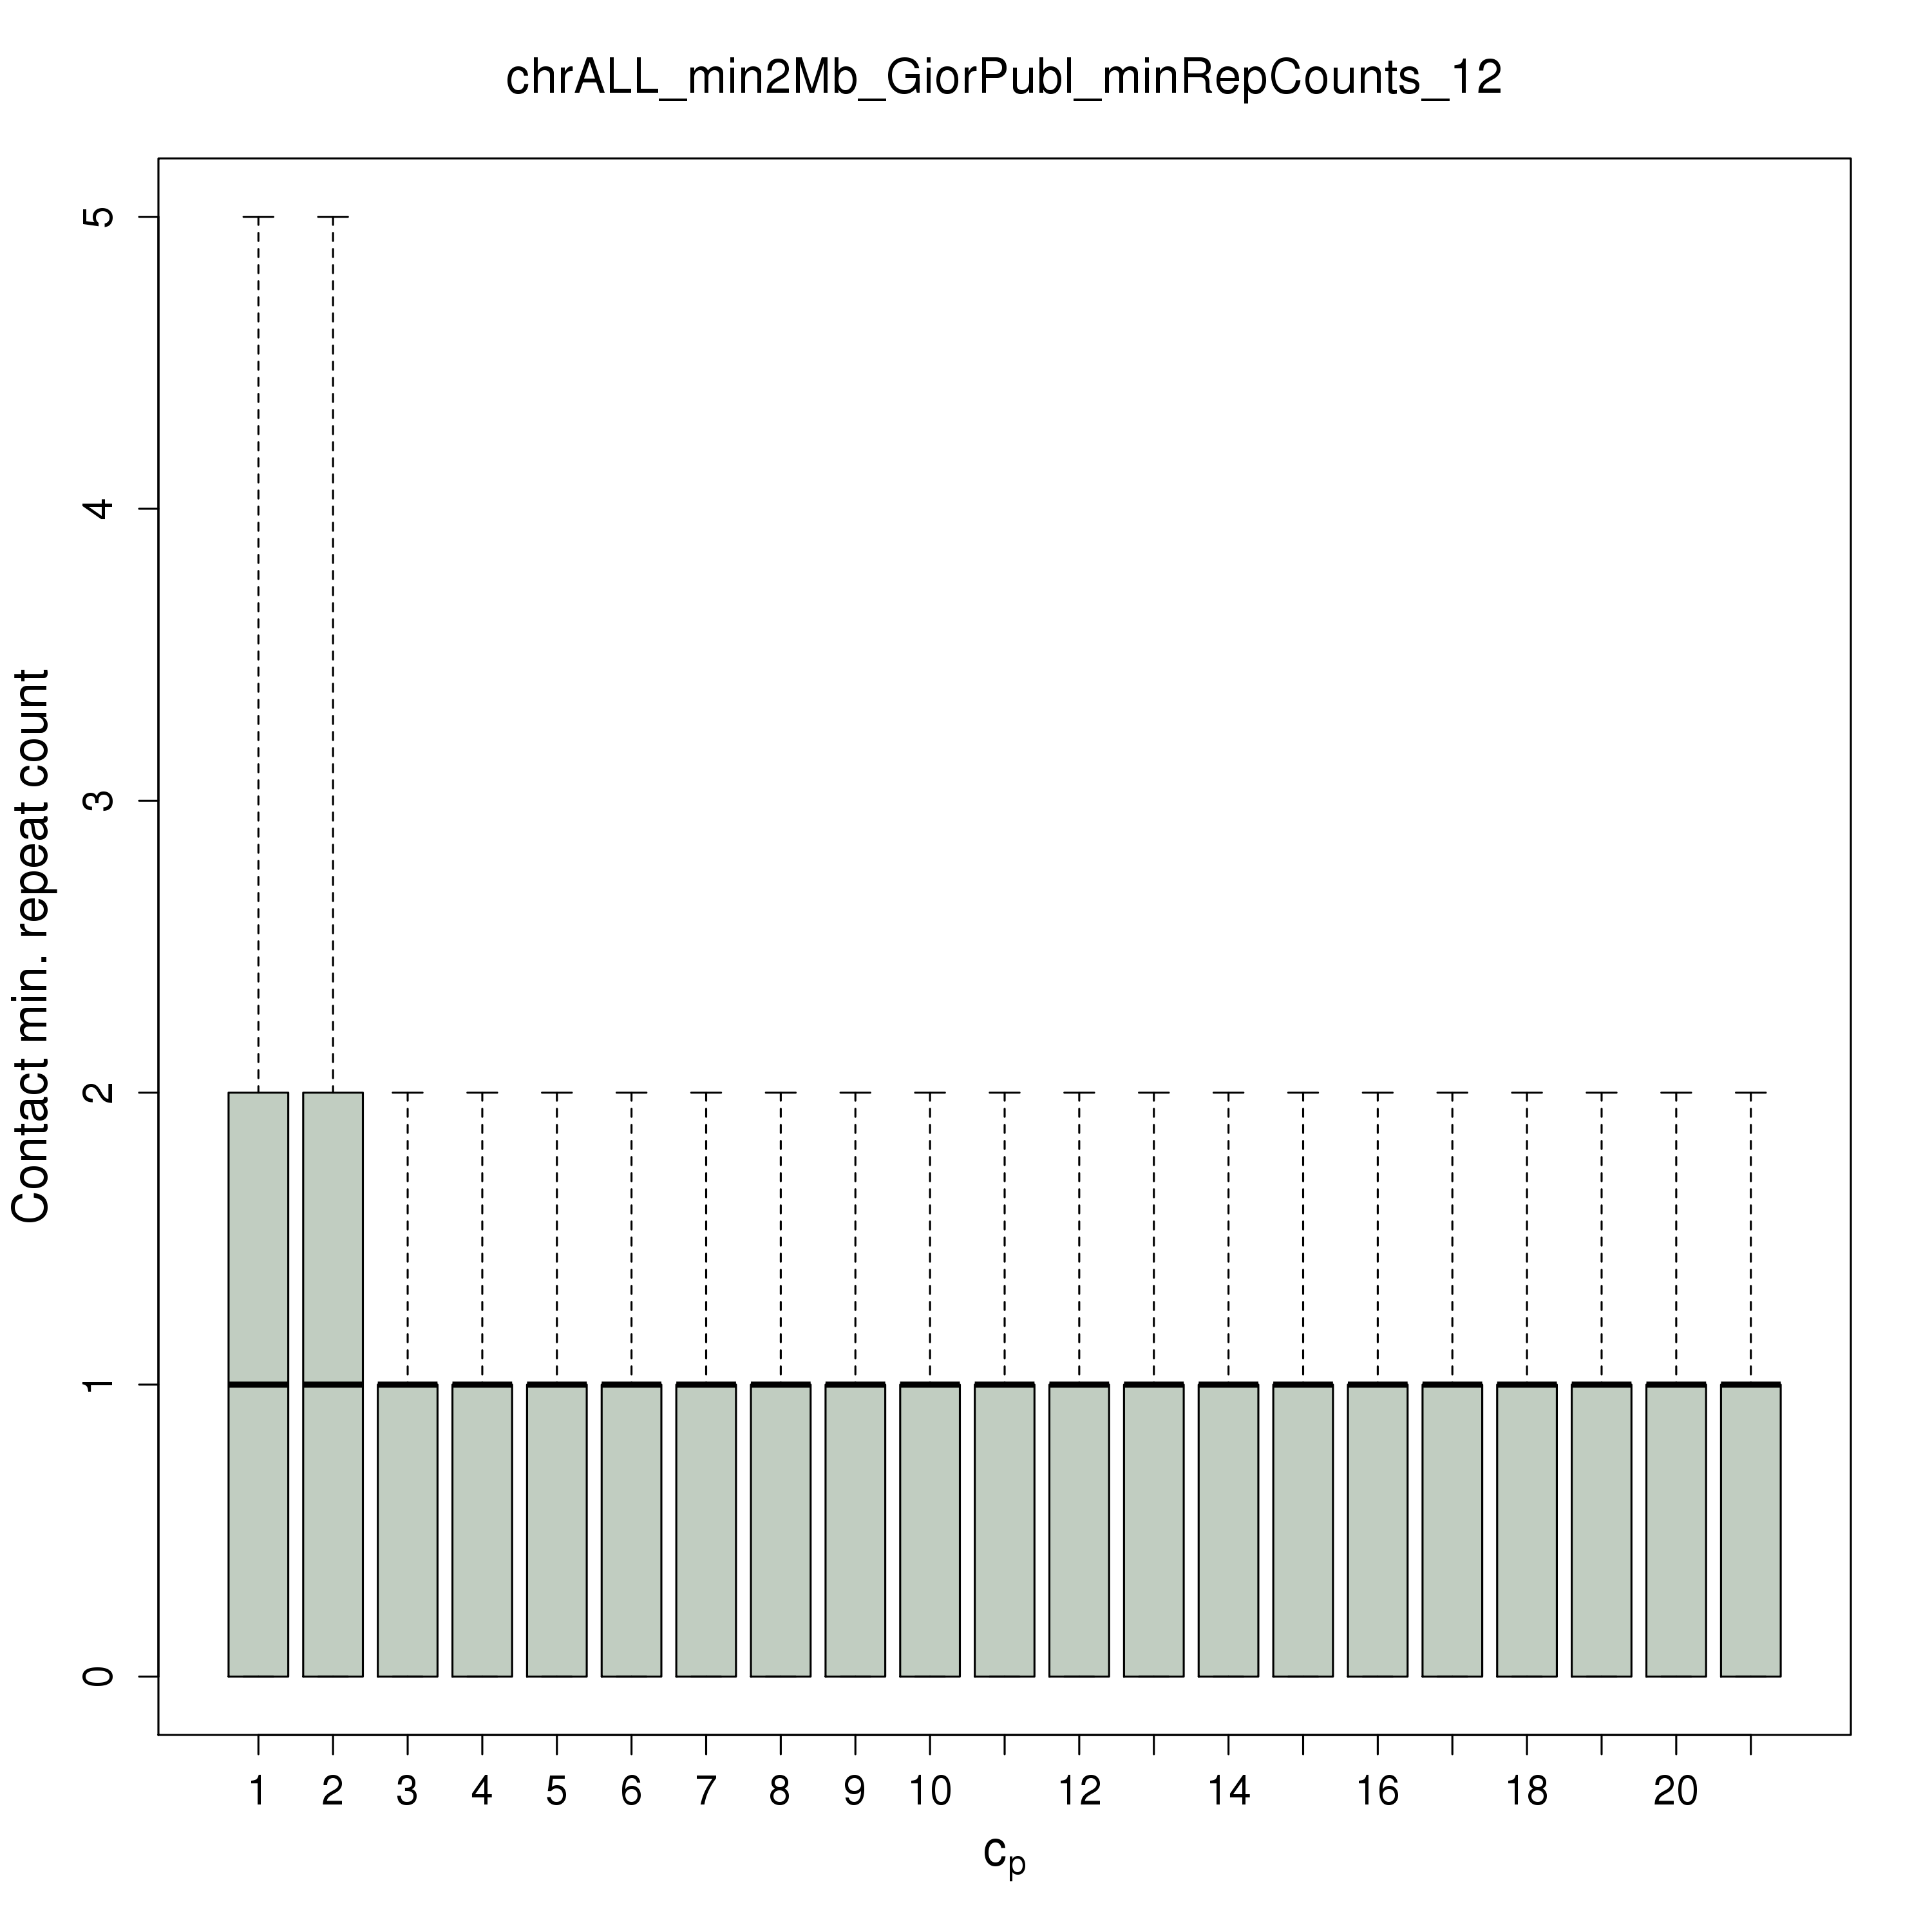 chrALL_min2Mb_GiorPubl_minRepCounts_12
Contact min. repeat count
5
4
3
2
1
0
1 2 3 4 5 6 7 8 9 10 12 14 16 18 20
cp